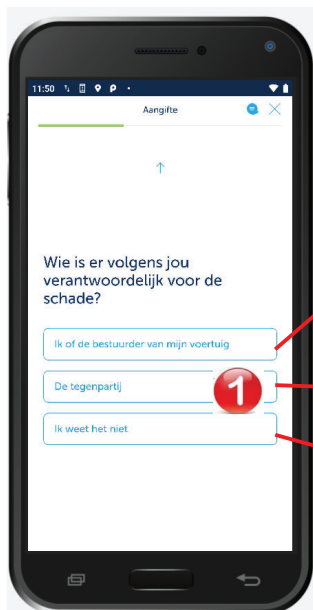 11:50
Aangifte
Wie is er volgens jou
verantwoordelijk voor de
schade?
Ik of de bestuurder van mijn voertuig
De tegenpartij
1
Ik weet het niet